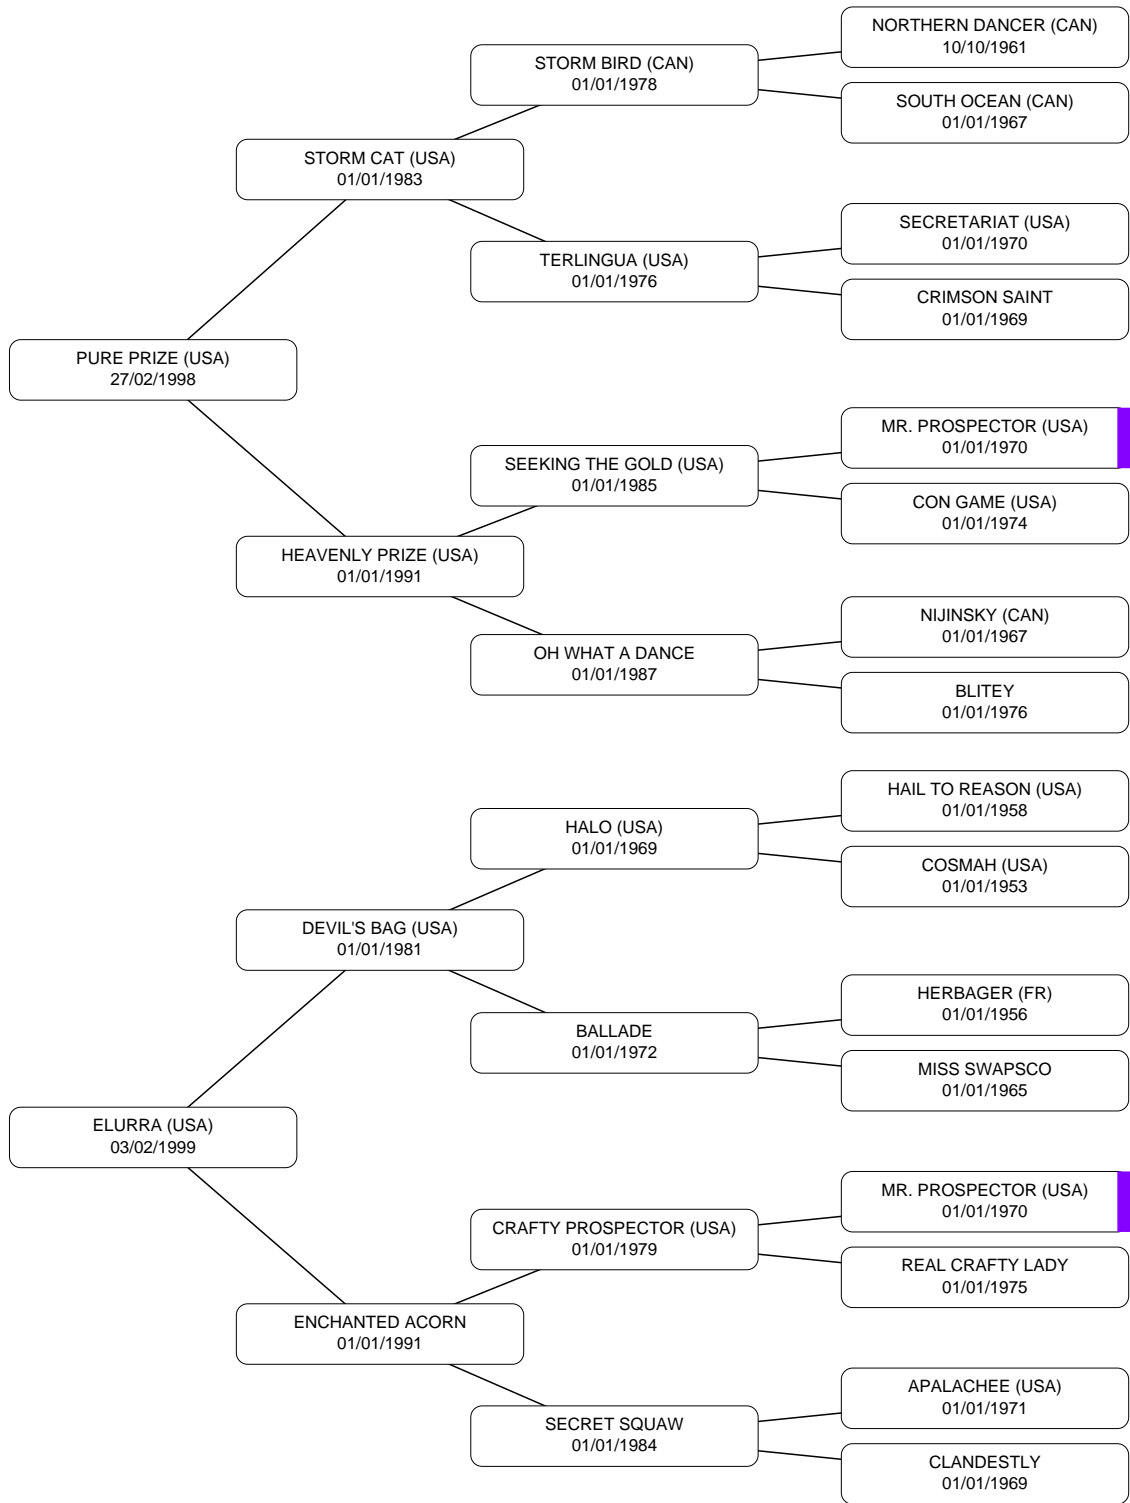 NORTHERN DANCER (CAN)
10/10/1961
STORM BIRD (CAN)
01/01/1978
SOUTH OCEAN (CAN)
01/01/1967
STORM CAT (USA)
01/01/1983
SECRETARIAT (USA)
01/01/1970
TERLINGUA (USA)
01/01/1976
CRIMSON SAINT
01/01/1969
PURE PRIZE (USA)
27/02/1998
MR. PROSPECTOR (USA)
01/01/1970
SEEKING THE GOLD (USA)
01/01/1985
CON GAME (USA)
01/01/1974
HEAVENLY PRIZE (USA)
01/01/1991
NIJINSKY (CAN)
01/01/1967
OH WHAT A DANCE
01/01/1987
BLITEY
01/01/1976
HAIL TO REASON (USA)
01/01/1958
HALO (USA)
01/01/1969
COSMAH (USA)
01/01/1953
DEVIL'S BAG (USA)
01/01/1981
HERBAGER (FR)
01/01/1956
BALLADE
01/01/1972
MISS SWAPSCO
01/01/1965
ELURRA (USA)
03/02/1999
MR. PROSPECTOR (USA)
01/01/1970
CRAFTY PROSPECTOR (USA)
01/01/1979
REAL CRAFTY LADY
01/01/1975
ENCHANTED ACORN
01/01/1991
APALACHEE (USA)
01/01/1971
SECRET SQUAW
01/01/1984
CLANDESTLY
01/01/1969